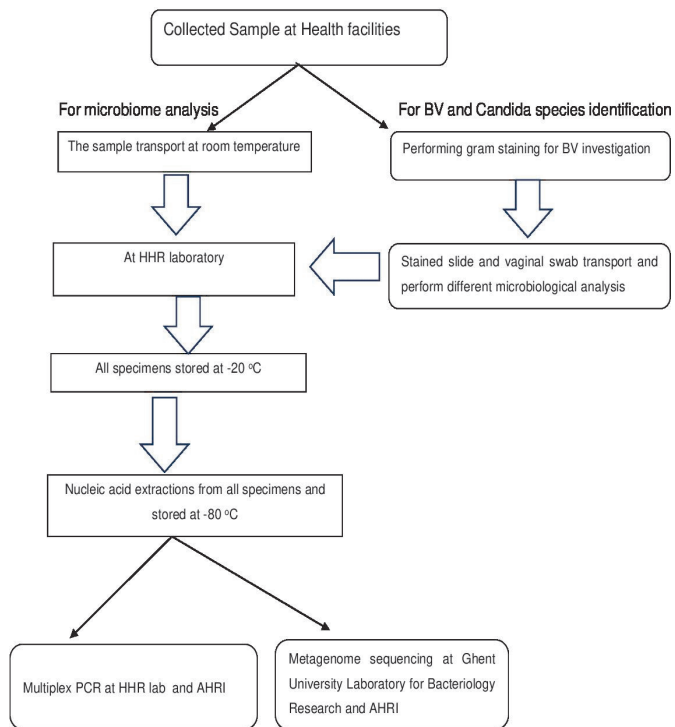 Collected Sample at Health facilities
For microbiome analysis
For BV and Candida species identification
The sample transport at room temperature
Performing gram staining for BV investigation
At HHR laboratory
Stained slide and vaginal swab transport and
perform different microbiological analysis
All specimens stored at -20 ºC
Nucleic acid extractions from all specimens and
stored at -80 ºC
Multiplex PCR at HHR lab and AHRI
Metagenome sequencing at Ghent
University Laboratory for Bacteriology
Research and AHRI